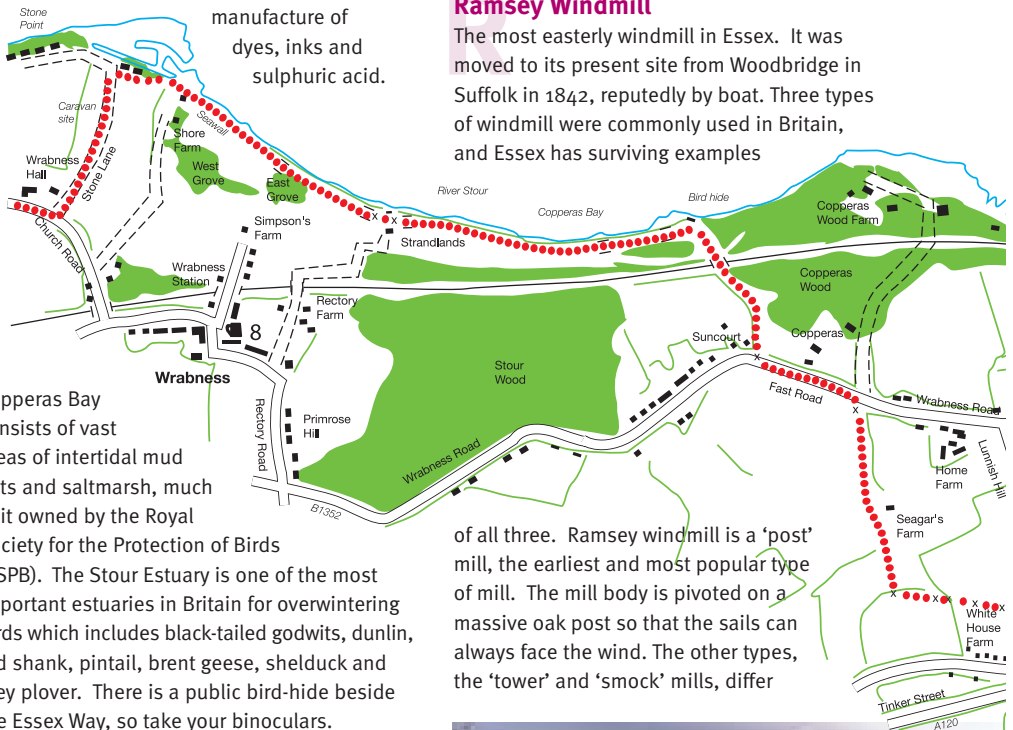 manufacture of
dyes, inks and
sulphuric acid.
Ramsey Windmill
R
The most easterly windmill in Essex. It was
moved to its present site from Woodbridge in
Suffolk in 1842, reputedly by boat. Three types
of windmill were commonly used in Britain,
and Essex has surviving examples
Stone
Point
Caravan
site
Wrabness
Hall
Stone Lane
Church Road
Shore
Farm
Seawall
West
Grove
East
Grove
Simpson's
Farm
Wrabness
Station
River Stour
Copperas Bay
Bird hide
x x
Strandlands
Copperas
Wood Farm
Copperas
Wood
Rectory
Farm
8
Wrabness
Stour
Wood
Suncourt
Copperas
x
Fast Road
x
Wrabness Road
Lunnish Hill
Home
Farm
Rectory Road
Primrose
Hill
Wrabness Road
B1352
Seagar's
Farm
x x x x x
White
House
Farm
Tinker Street
A120
opperas Bay
nsists of vast
eas of intertidal mud
ts and saltmarsh, much
it owned by the Royal
ociety for the Protection of Birds
SPB). The Stour Estuary is one of the most
portant estuaries in Britain for overwintering
rds which includes black-tailed godwits, dunlin,
d shank, pintail, brent geese, shelduck and
ey plover. There is a public bird-hide beside
e Essex Way, so take your binoculars.
of all three. Ramsey windmill is a ‘post’
mill, the earliest and most popular type
of mill. The mill body is pivoted on a
massive oak post so that the sails can
always face the wind. The other types,
the ‘tower’ and ‘smock’ mills, differ